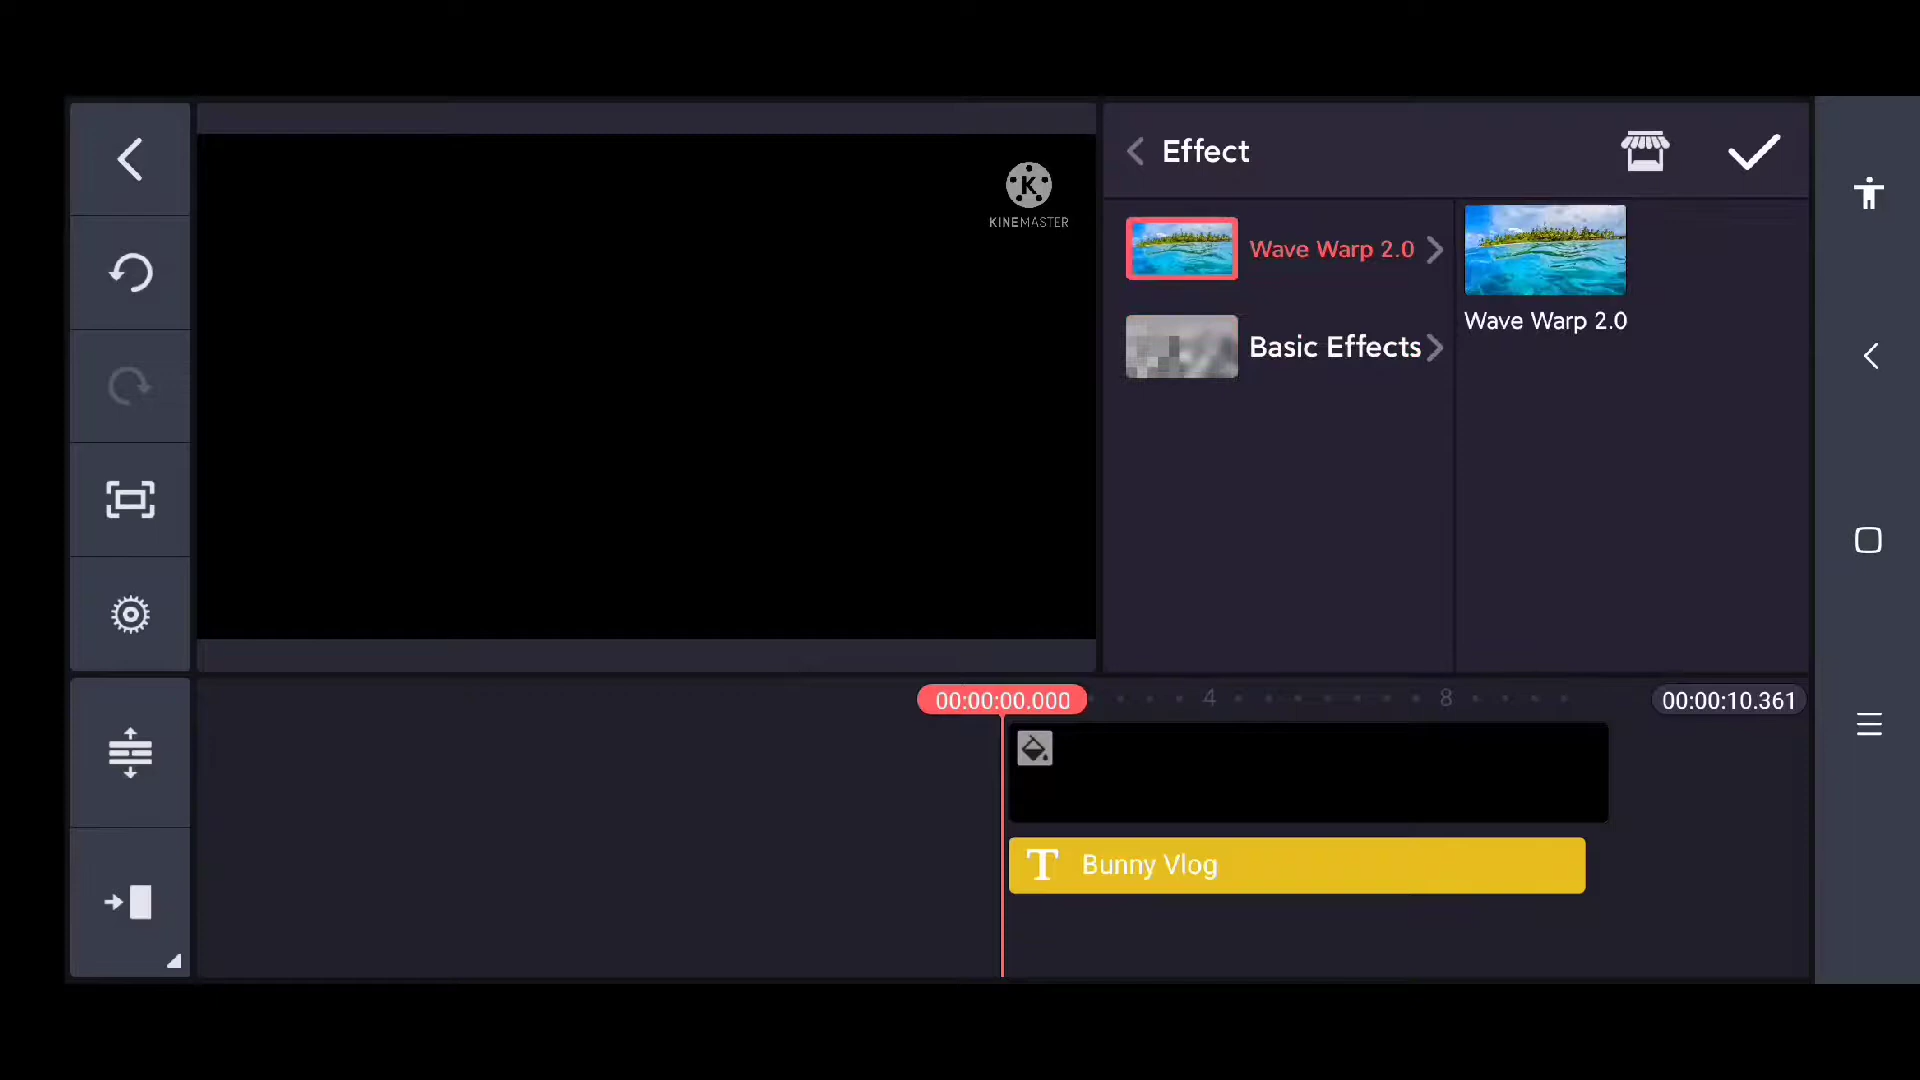 Effect
K
KINEMASTER
Wave Warp 2.0
Wave Warp 2.0
Basic Effects
00:00:00.000
4
8
00:00:10.361
T Bunny Vlog